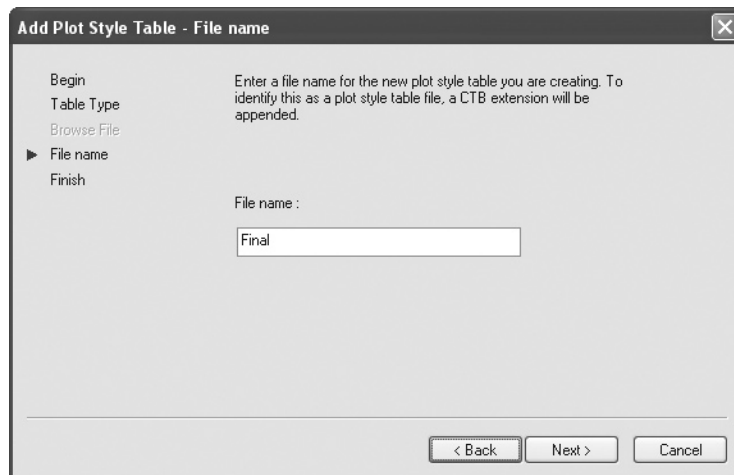 Add Plot Style Table - File name
Begin
Table Type
Browse File
File name
Finish
Enter a file name for the new plot style table you are creating. To
identify this as a plot style table file, a CTB extension will be
appended.
File name :
Final
< Back
Next >
Cancel